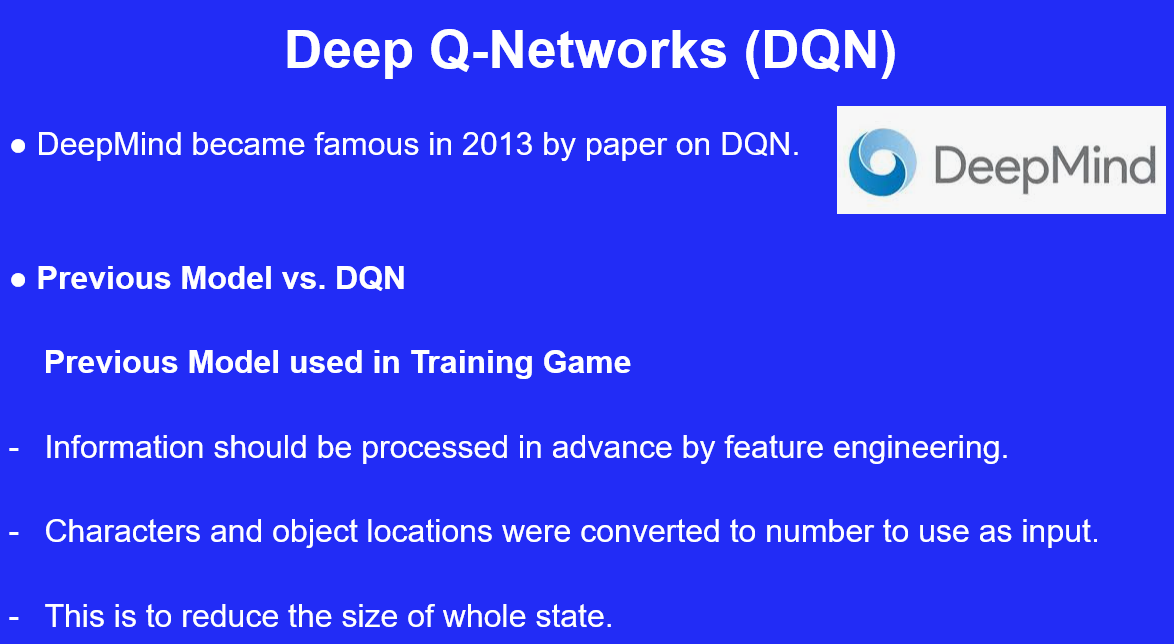 Deep Q-Networks (DQN)
● DeepMind became famous in 2013 by paper on DQN.
DeepMind
● Previous Model vs. DQN
Previous Model used in Training Game
- Information should be processed in advance by feature engineering.
- Characters and object locations were converted to number to use as input.
- This is to reduce the size of whole state.